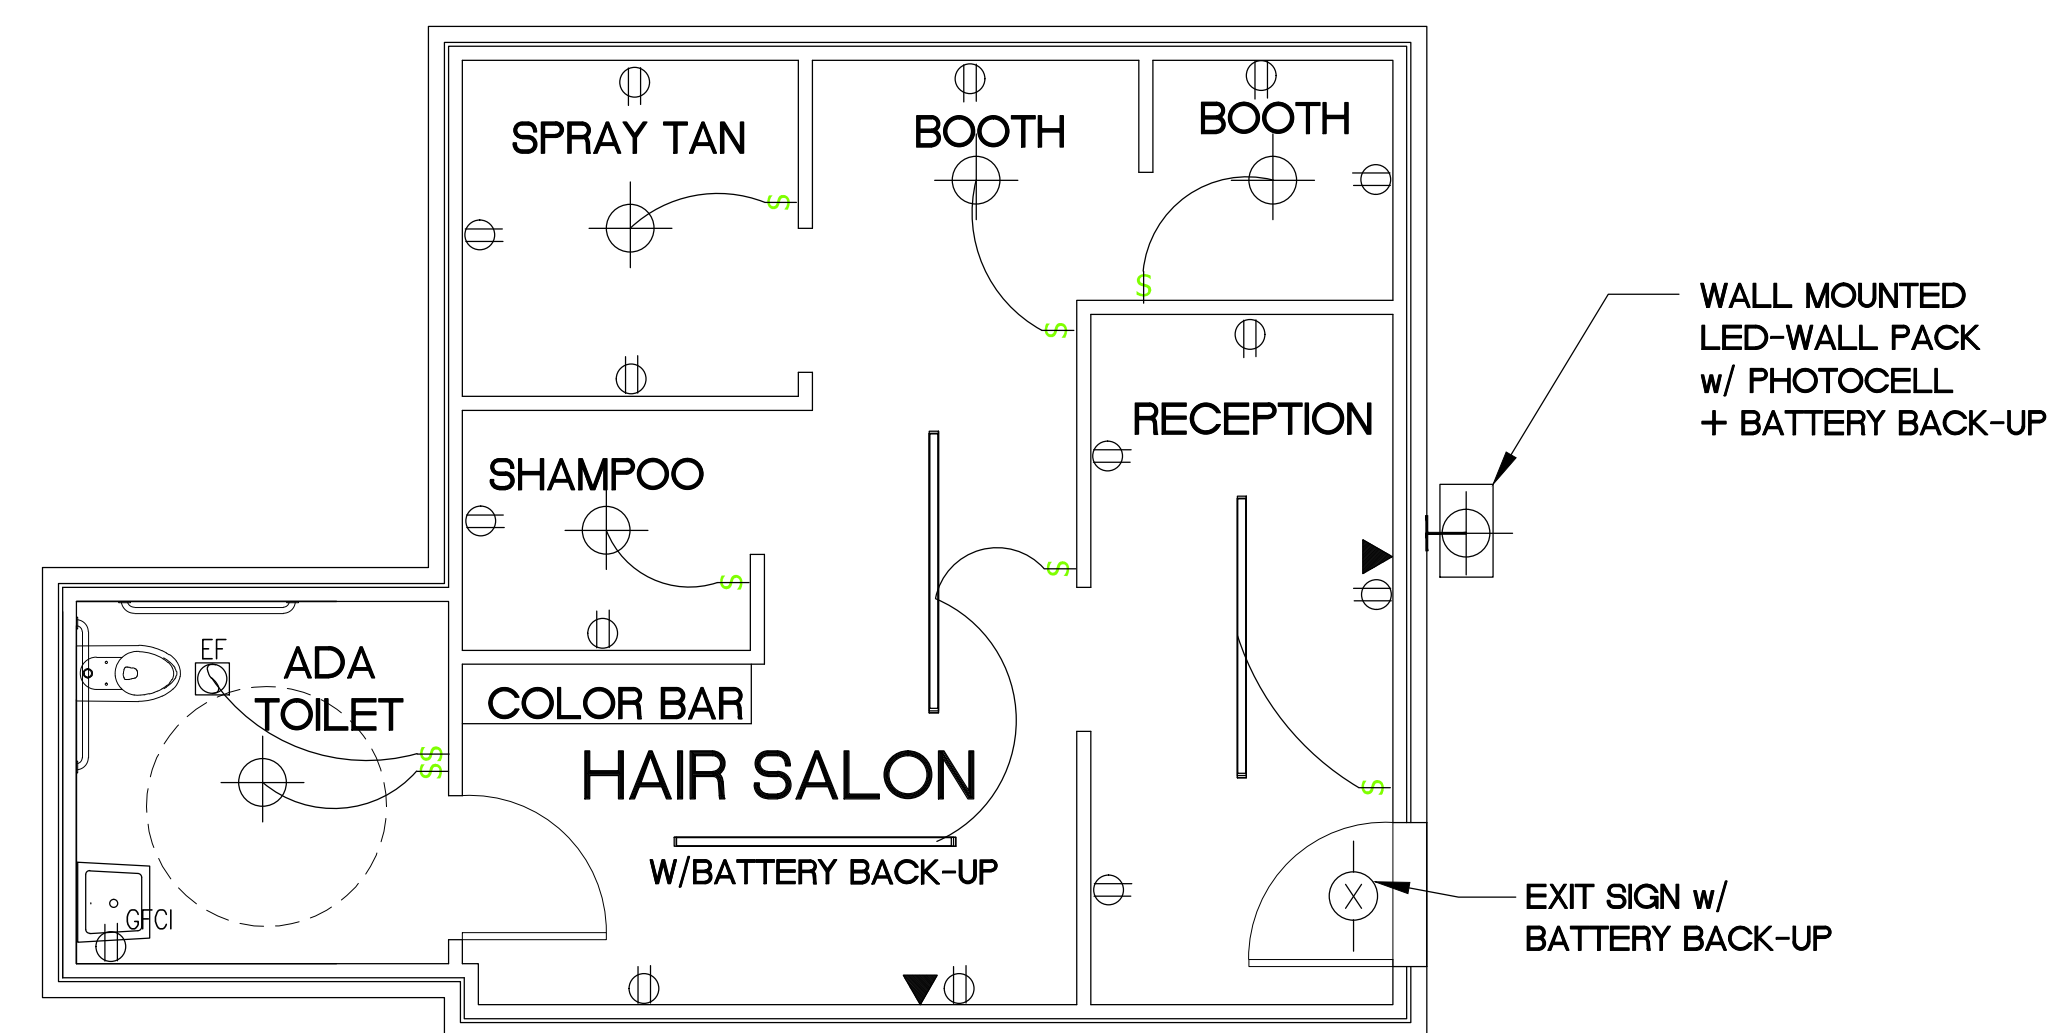 SPRAY TAN
S
BOOTH
S
BOOTH
S
WALL MOUNTED
LED-WALL PACK
w/ PHOTOCELL
+ BATTERY BACK-UP
RECEPTION
S
SHAMPOO
S
S
EF
ADA
TOILET
SS
COLOR BAR
HAIR SALON
W/BATTERY BACK-UP
GFCI
X
EXIT SIGN w/
BATTERY BACK-UP